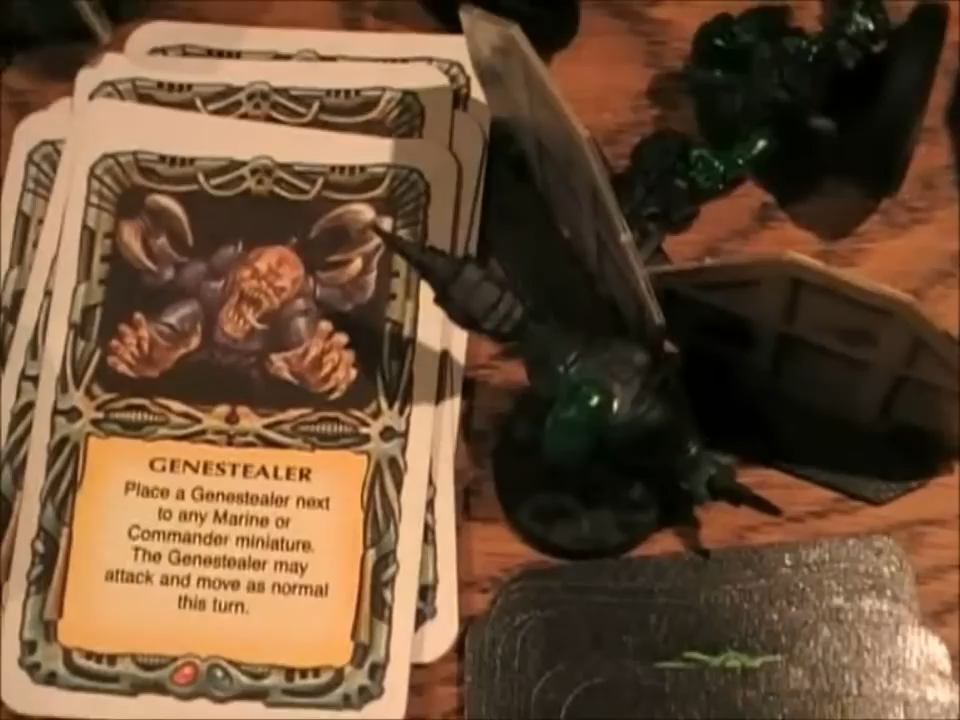 GENESTEALER
Place a Genestealer next
to any Marine or
Commander miniature.
The Genestealer may
attack and move as normal
this turn.